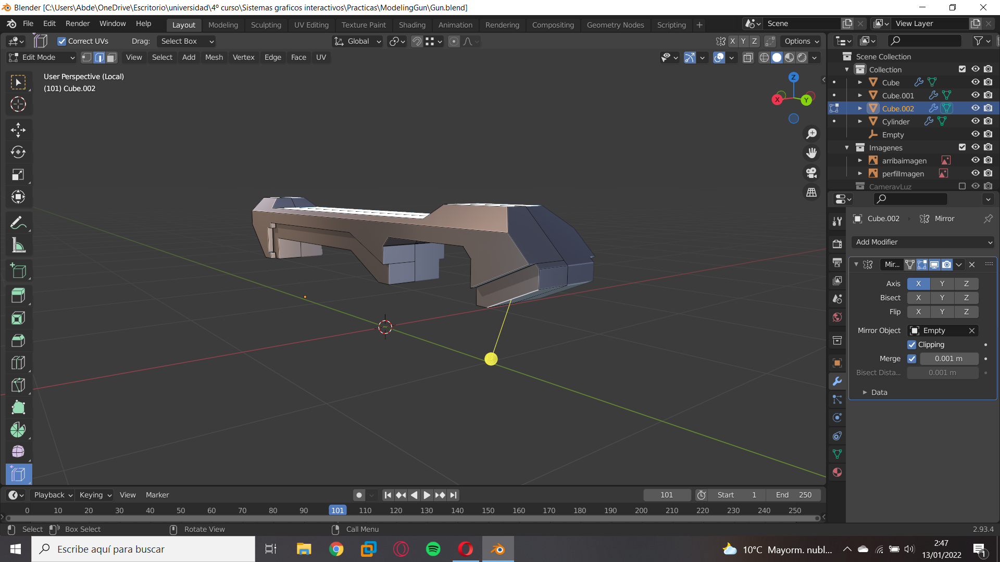 Blender [C:\Users\Abde\OneDrive\Escritorio\universidad\4º curso\Sistemas graficos interactivos\Practicas\ModelingGun\Gun.blend]
File Edit Render Window Help Layout Modeling Sculpting UV Editing Texture Paint Shading Animation Rendering Compositing Geometry Nodes Scripting + Scene View Layer
Correct UVs Drag: Select Box Global X Y Z Options
Edit Mode View Select Add Mesh Vertex Edge Face UV
User Perspective (Local)
(101) Cube.002
Z
X
Y
Scene Collection
Collection
Cube
Cube.001
Cube.002
Cylinder
Empty
Imagenes
arribaimagen
perfilImagen
CamerayLuz
Cube.002 Mirror
Add Modifier
Mir...
Axis X Y Z
Bisect X Y Z
Flip X Y Z
Mirror Object Empty
Clipping
Merge 0.001 m
Bisect Dista... 0.001 m
Data
Playback Keying View Marker 101 Start 1 End 250
0 10 20 30 40 50 60 70 80 90 101 110 120 130 140 150 160 170 180 190 200 210 220 230 240 250
Select Box Select Rotate View Call Menu 2.93.4
Escribe aquí para buscar
10°C Mayorm. nubl...
2:47
13/01/2022
1